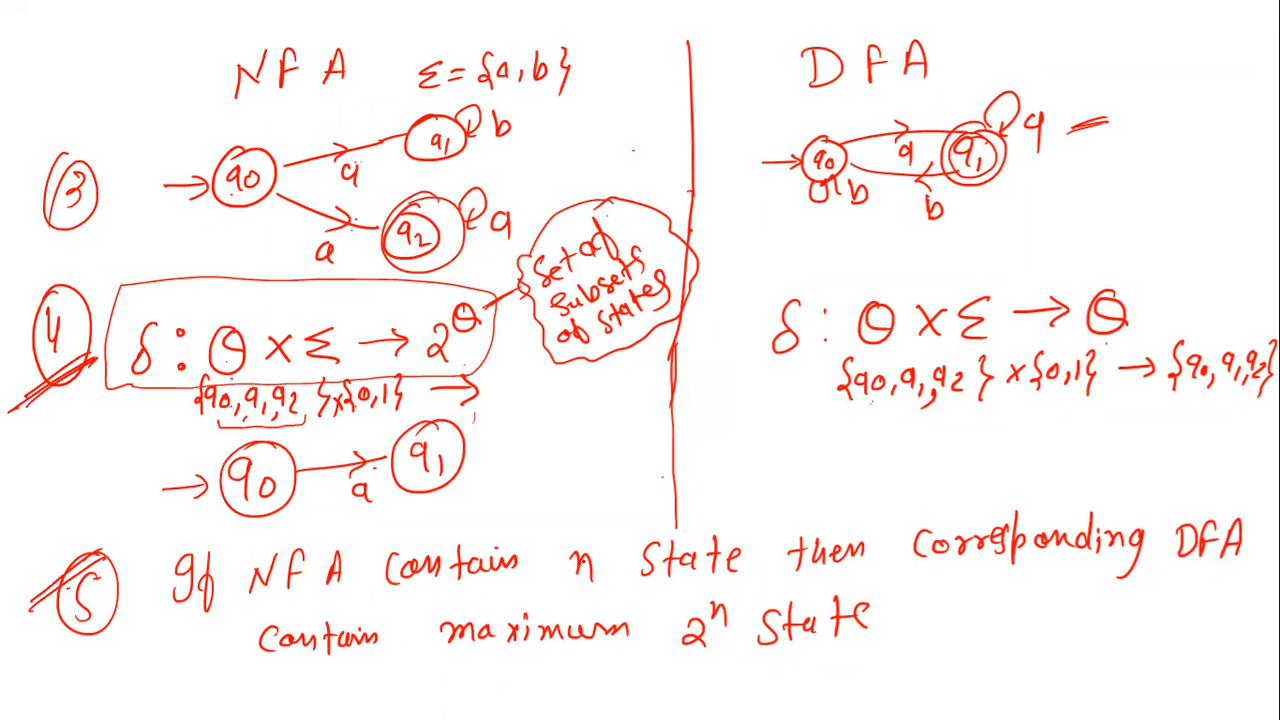 NFA Σ = {a, b}
DFA
3
q0 a q1 b
a q2 a
q0 a q1 a
b b
4
δ : Q × Σ → 2^Q
Set of
subsets
of states
{q0, q1, q2} × {0,1} →
q0 a q1
δ : Q × Σ → Q
{q0, q1, q2} × {0,1} → {q0, q1, q2}
5 If NFA contain n state then corresponding DFA
contain maximum 2^n state